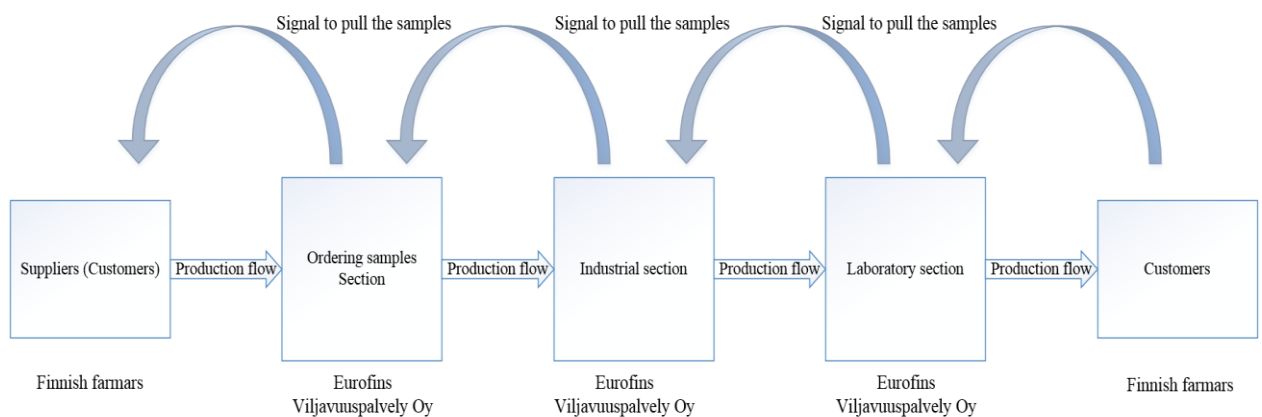 Signal to pull the samples
Signal to pull the samples
Signal to pull the samples
Suppliers (Customers)
Production flow
Ordering samples
Section
Production flow
Industrial section
Production flow
Laboratory section
Production flow
Customers
Finnish farmars
Eurofins
Viljavuuspalvely Oy
Eurofins
Viljavuuspalvely Oy
Eurofins
Viljavuuspalvely Oy
Finnish farmars